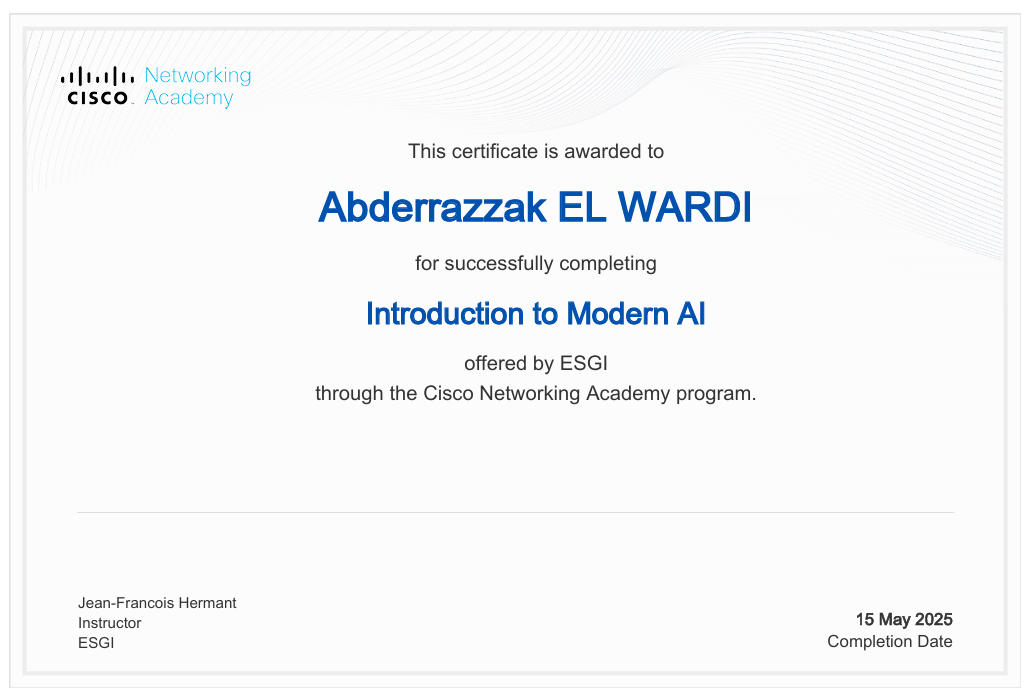 Networking
CISCO Academy
This certificate is awarded to
Abderrazzak EL WARDI
for successfully completing
Introduction to Modern AI
offered by ESGI
through the Cisco Networking Academy program.
Jean-Francois Hermant
Instructor
ESGI
15 May 2025
Completion Date